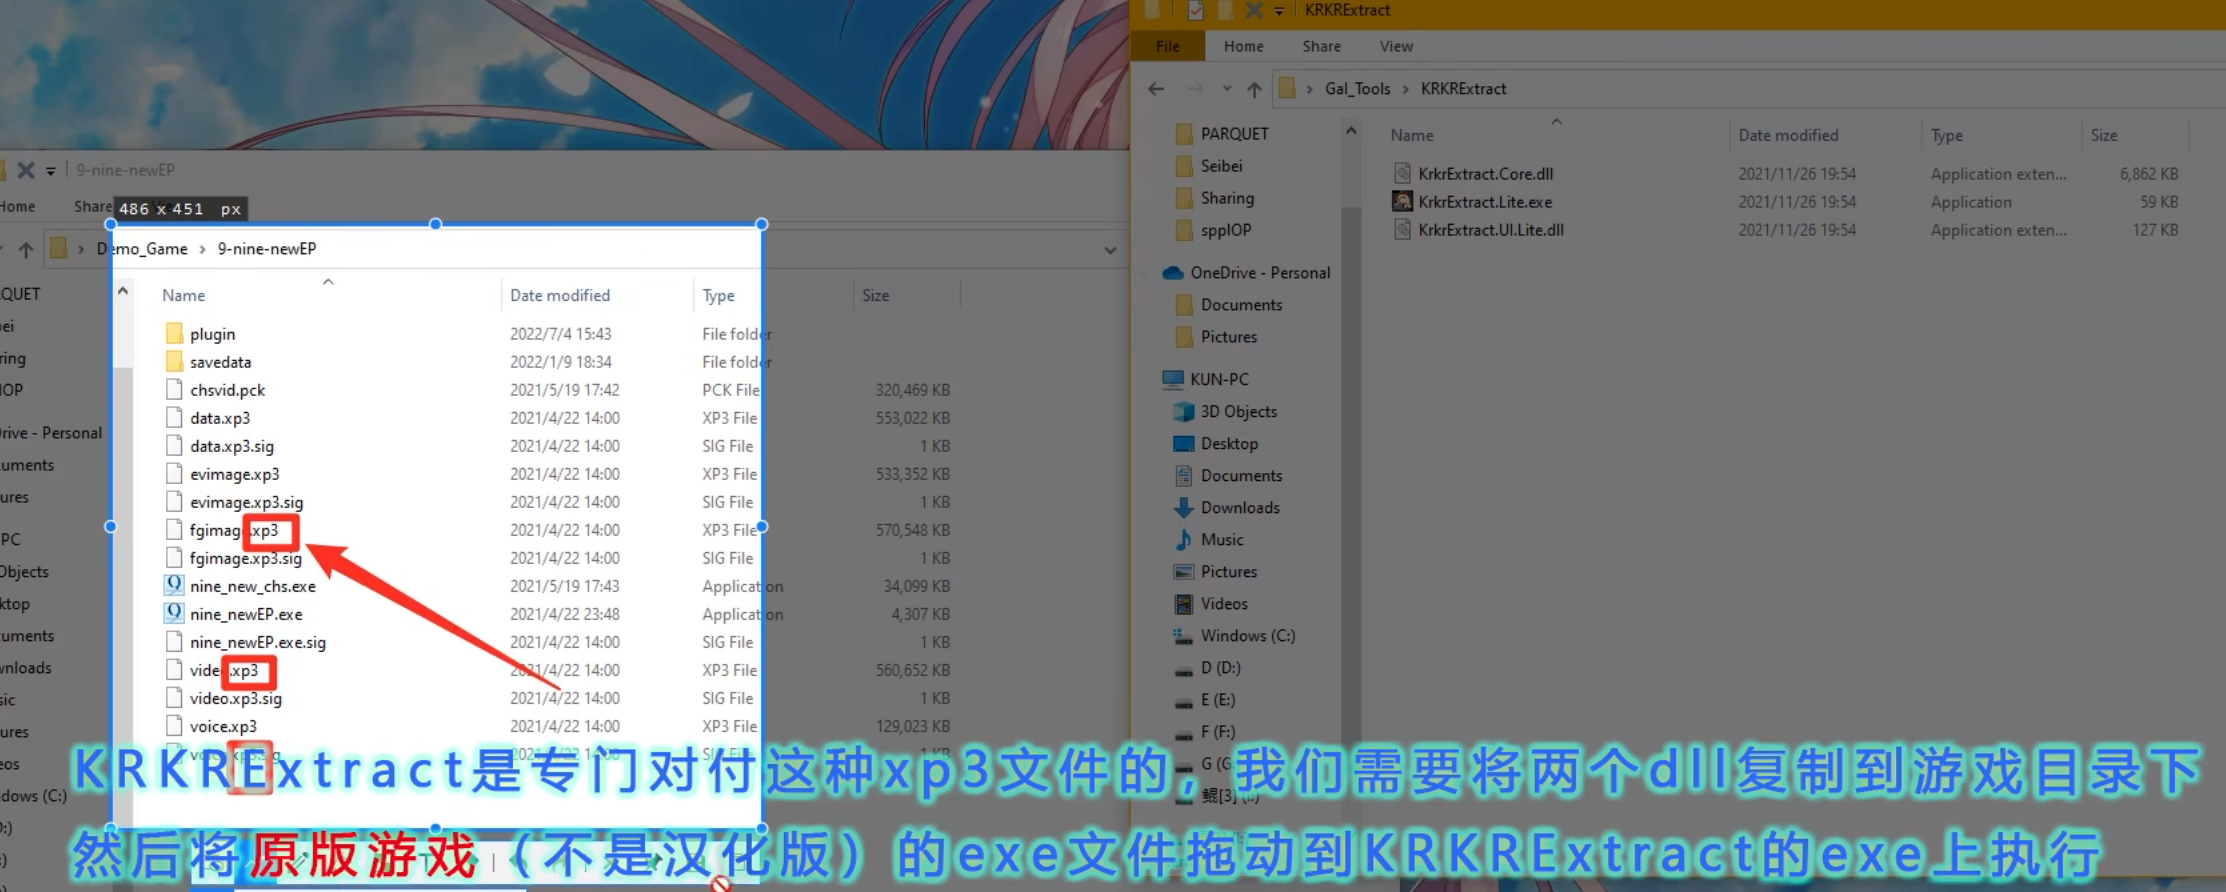 KRKRExtract
File Home Share View
Gal_Tools > KRKRExtract
PARQUET
Seibei
Sharing
sppIOP
OneDrive - Personal
Documents
Pictures
KUN-PC
3D Objects
Desktop
Documents
Downloads
Music
Pictures
Videos
Windows (C:)
D (D:)
E (E:)
F (F:)
Name Date modified Type Size
KrkrExtract.Core.dll 2021/11/26 19:54 Application exten... 6,862 KB
KrkrExtract.Lite.exe 2021/11/26 19:54 Application 59 KB
KrkrExtract.UI.Lite.dll 2021/11/26 19:54 Application exten... 127 KB
9-nine-newEP
Home Share
486 x 451 px
Demo_Game > 9-nine-newEP
QUET
ei
ring
OP
rive - Personal
uments
ures
PC
Objects
ktop
uments
wnloads
sic
ures
eos
dows (C:)
Name Date modified Type Size
plugin 2022/7/4 15:43 File folder
savedata 2022/1/9 18:34 File folder
chsvid.pck 2021/5/19 17:42 PCK File 320,469 KB
data.xp3 2021/4/22 14:00 XP3 File 553,022 KB
data.xp3.sig 2021/4/22 14:00 SIG File 1 KB
evimage.xp3 2021/4/22 14:00 XP3 File 533,352 KB
evimage.xp3.sig 2021/4/22 14:00 SIG File 1 KB
fgimage.xp3 2021/4/22 14:00 XP3 File 570,548 KB
fgimage.xp3.sig 2021/4/22 14:00 SIG File 1 KB
nine_new_chs.exe 2021/5/19 17:43 Application 34,099 KB
nine_newEP.exe 2021/4/22 23:48 Application 4,307 KB
nine_newEP.exe.sig 2021/4/22 14:00 SIG File 1 KB
video.xp3 2021/4/22 14:00 XP3 File 560,652 KB
video.xp3.sig 2021/4/22 14:00 SIG File 1 KB
voice.xp3 2021/4/22 14:00 XP3 File 129,023 KB
KRKRExtract是专门对付这种xp3文件的，我们需要将两个dll复制到游戏目录下
然后将原版游戏（不是汉化版）的exe文件拖动到KRKRExtract的exe上执行